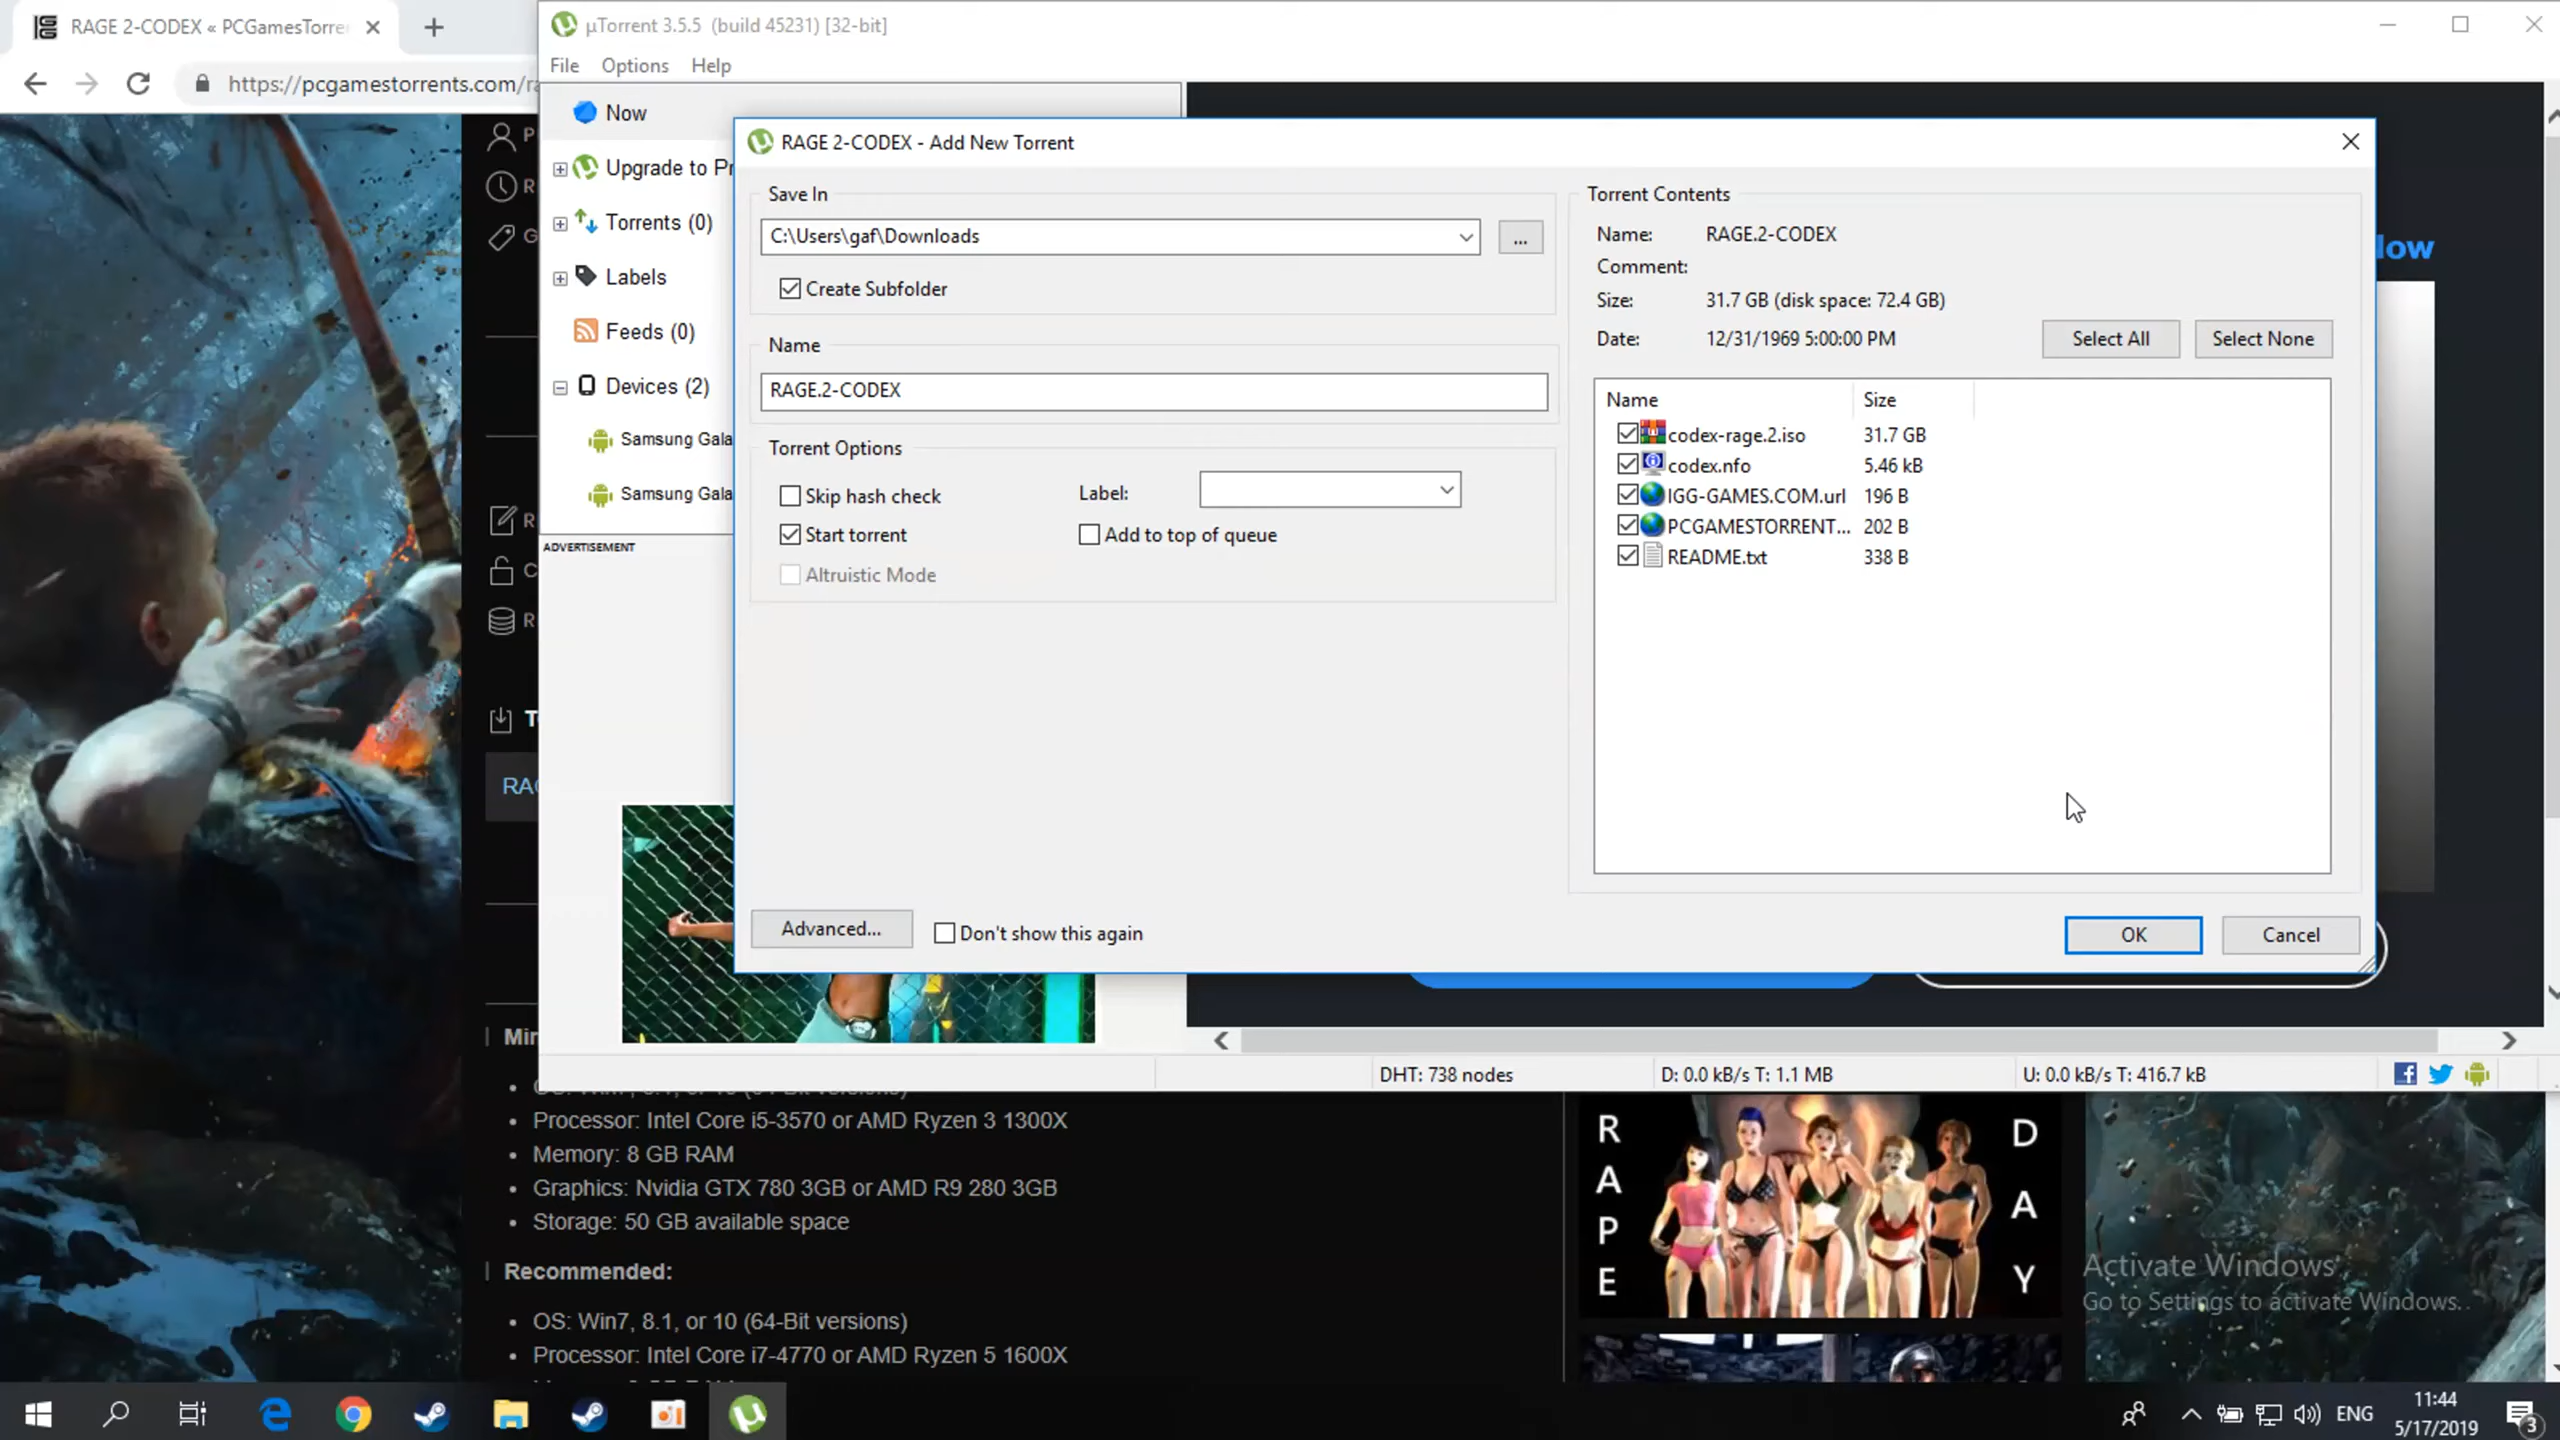 RAGE 2-CODEX « PCGamesTorre
https://pcgamestorrents.com/ra
µTorrent 3.5.5 (build 45231) [32-bit]
File Options Help
Now
Upgrade to Pr
Torrents (0)
Labels
Feeds (0)
Devices (2)
Samsung Gala
Samsung Gala
ADVERTISEMENT
RAGE 2-CODEX - Add New Torrent
Save In
C:\Users\gaf\Downloads
...
Create Subfolder
Name
RAGE.2-CODEX
Torrent Options
Skip hash check
Label:
Start torrent
Add to top of queue
Altruistic Mode
Advanced...
Don't show this again
Torrent Contents
Name: RAGE.2-CODEX
Comment:
Size: 31.7 GB (disk space: 72.4 GB)
Date: 12/31/1969 5:00:00 PM
Select All
Select None
Name Size
codex-rage.2.iso 31.7 GB
codex.nfo 5.46 kB
IGG-GAMES.COM.url 196 B
PCGAMESTORRENT... 202 B
README.txt 338 B
OK
Cancel
low
DHT: 738 nodes
D: 0.0 kB/s T: 1.1 MB
U: 0.0 kB/s T: 416.7 kB
P
R
G
R
C
R
T
RAG
Min
Processor: Intel Core i5-3570 or AMD Ryzen 3 1300X
Memory: 8 GB RAM
Graphics: Nvidia GTX 780 3GB or AMD R9 280 3GB
Storage: 50 GB available space
Recommended:
OS: Win7, 8.1, or 10 (64-Bit versions)
Processor: Intel Core i7-4770 or AMD Ryzen 5 1600X
RAPE
DAY
Activate Windows
Go to Settings to activate Windows.
ENG
11:44
5/17/2019
3